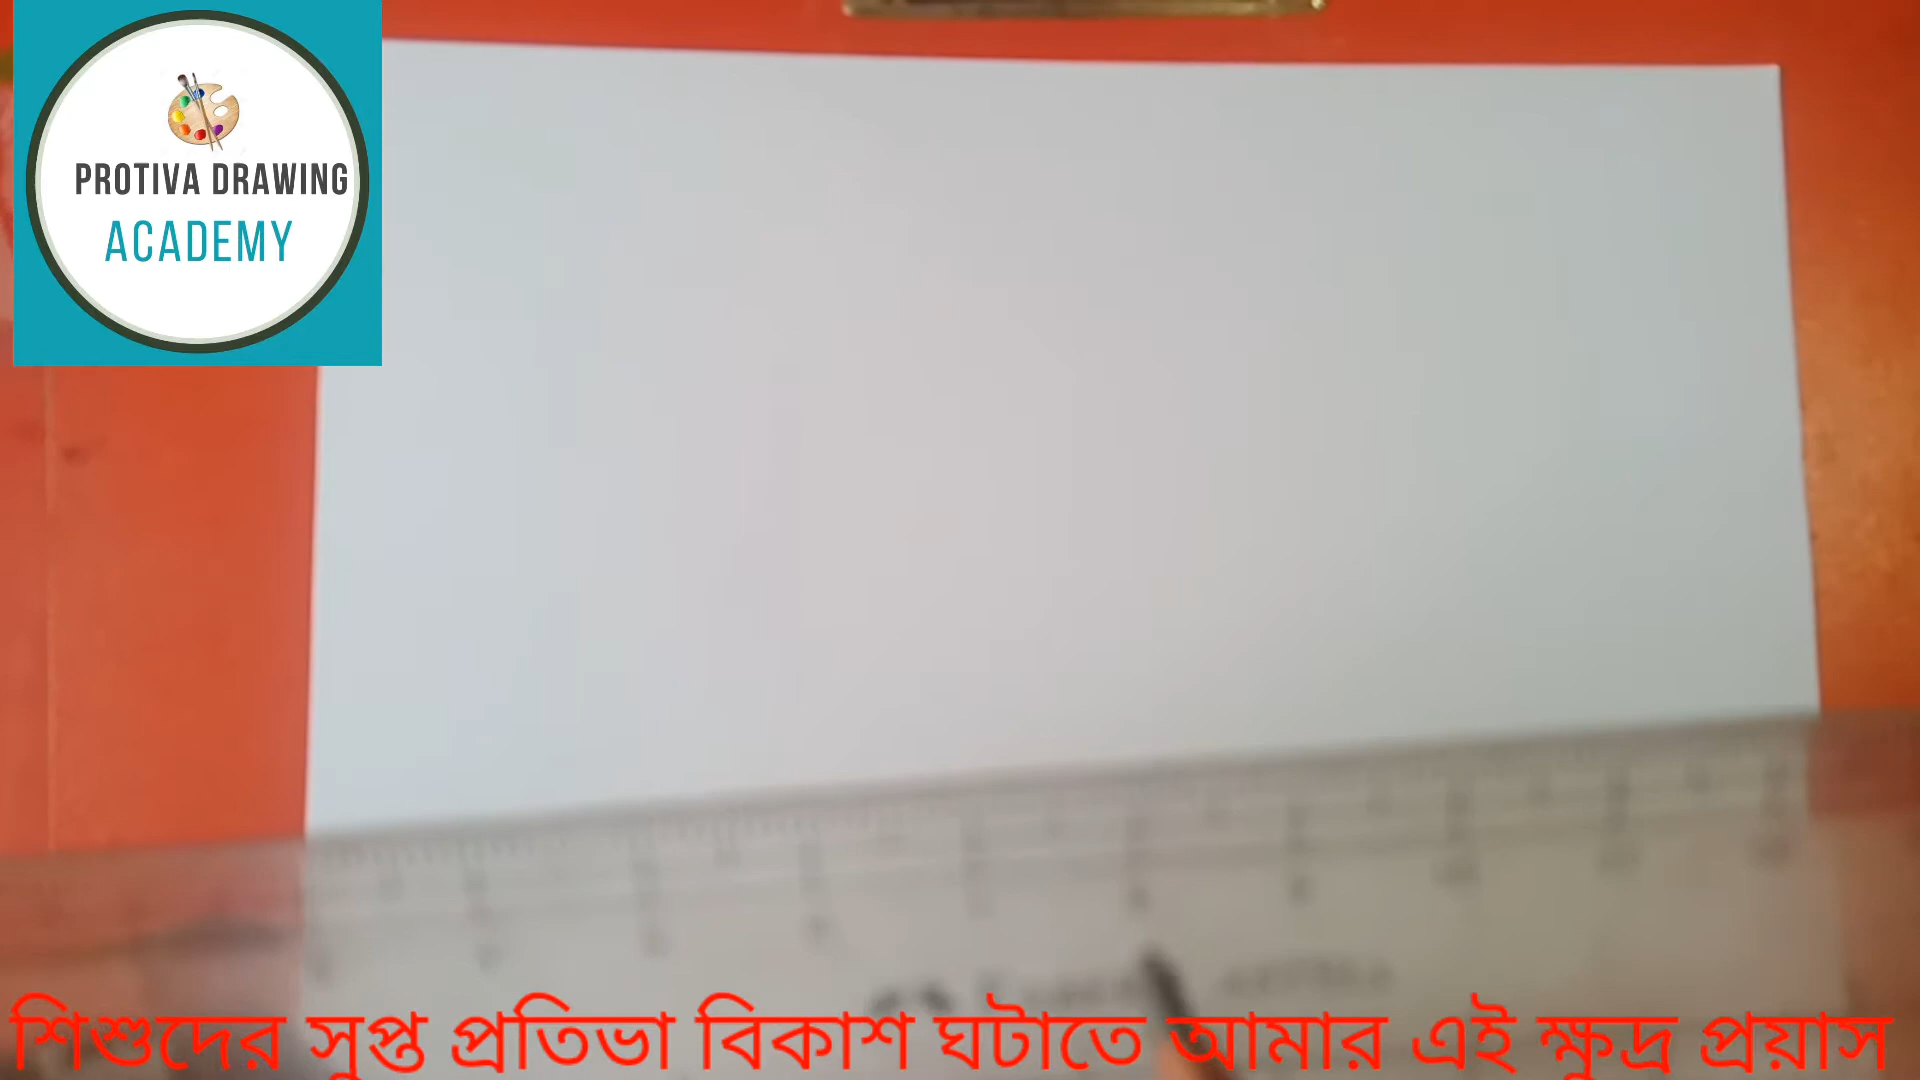 PROTIVA DRAWING
ACADEMY
শিশুদের সুপ্ত প্রতিভা বিকাশ ঘটাতে আমার এই ক্ষুদ্র প্রয়াস